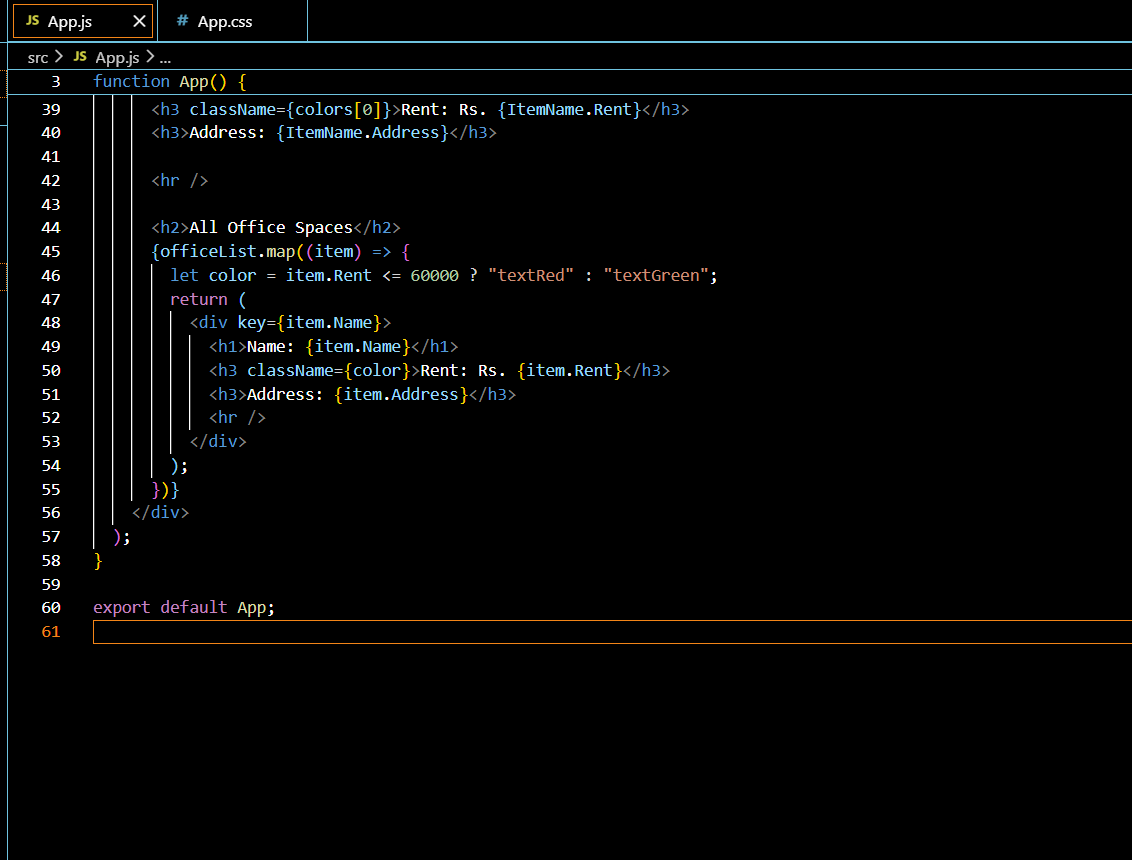 JS App.js
# App.css
src > JS App.js > ...
3 function App() {
39 <h3 className={colors[0]}>Rent: Rs. {ItemName.Rent}</h3>
40 <h3>Address: {ItemName.Address}</h3>
41
42 <hr />
43
44 <h2>All Office Spaces</h2>
45 {officeList.map((item) => {
46 let color = item.Rent <= 60000 ? "textRed" : "textGreen";
47 return (
48 <div key={item.Name}>
49 <h1>Name: {item.Name}</h1>
50 <h3 className={color}>Rent: Rs. {item.Rent}</h3>
51 <h3>Address: {item.Address}</h3>
52 <hr />
53 </div>
54 );
55 })}
56 </div>
57 );
58 }
59
60 export default App;
61